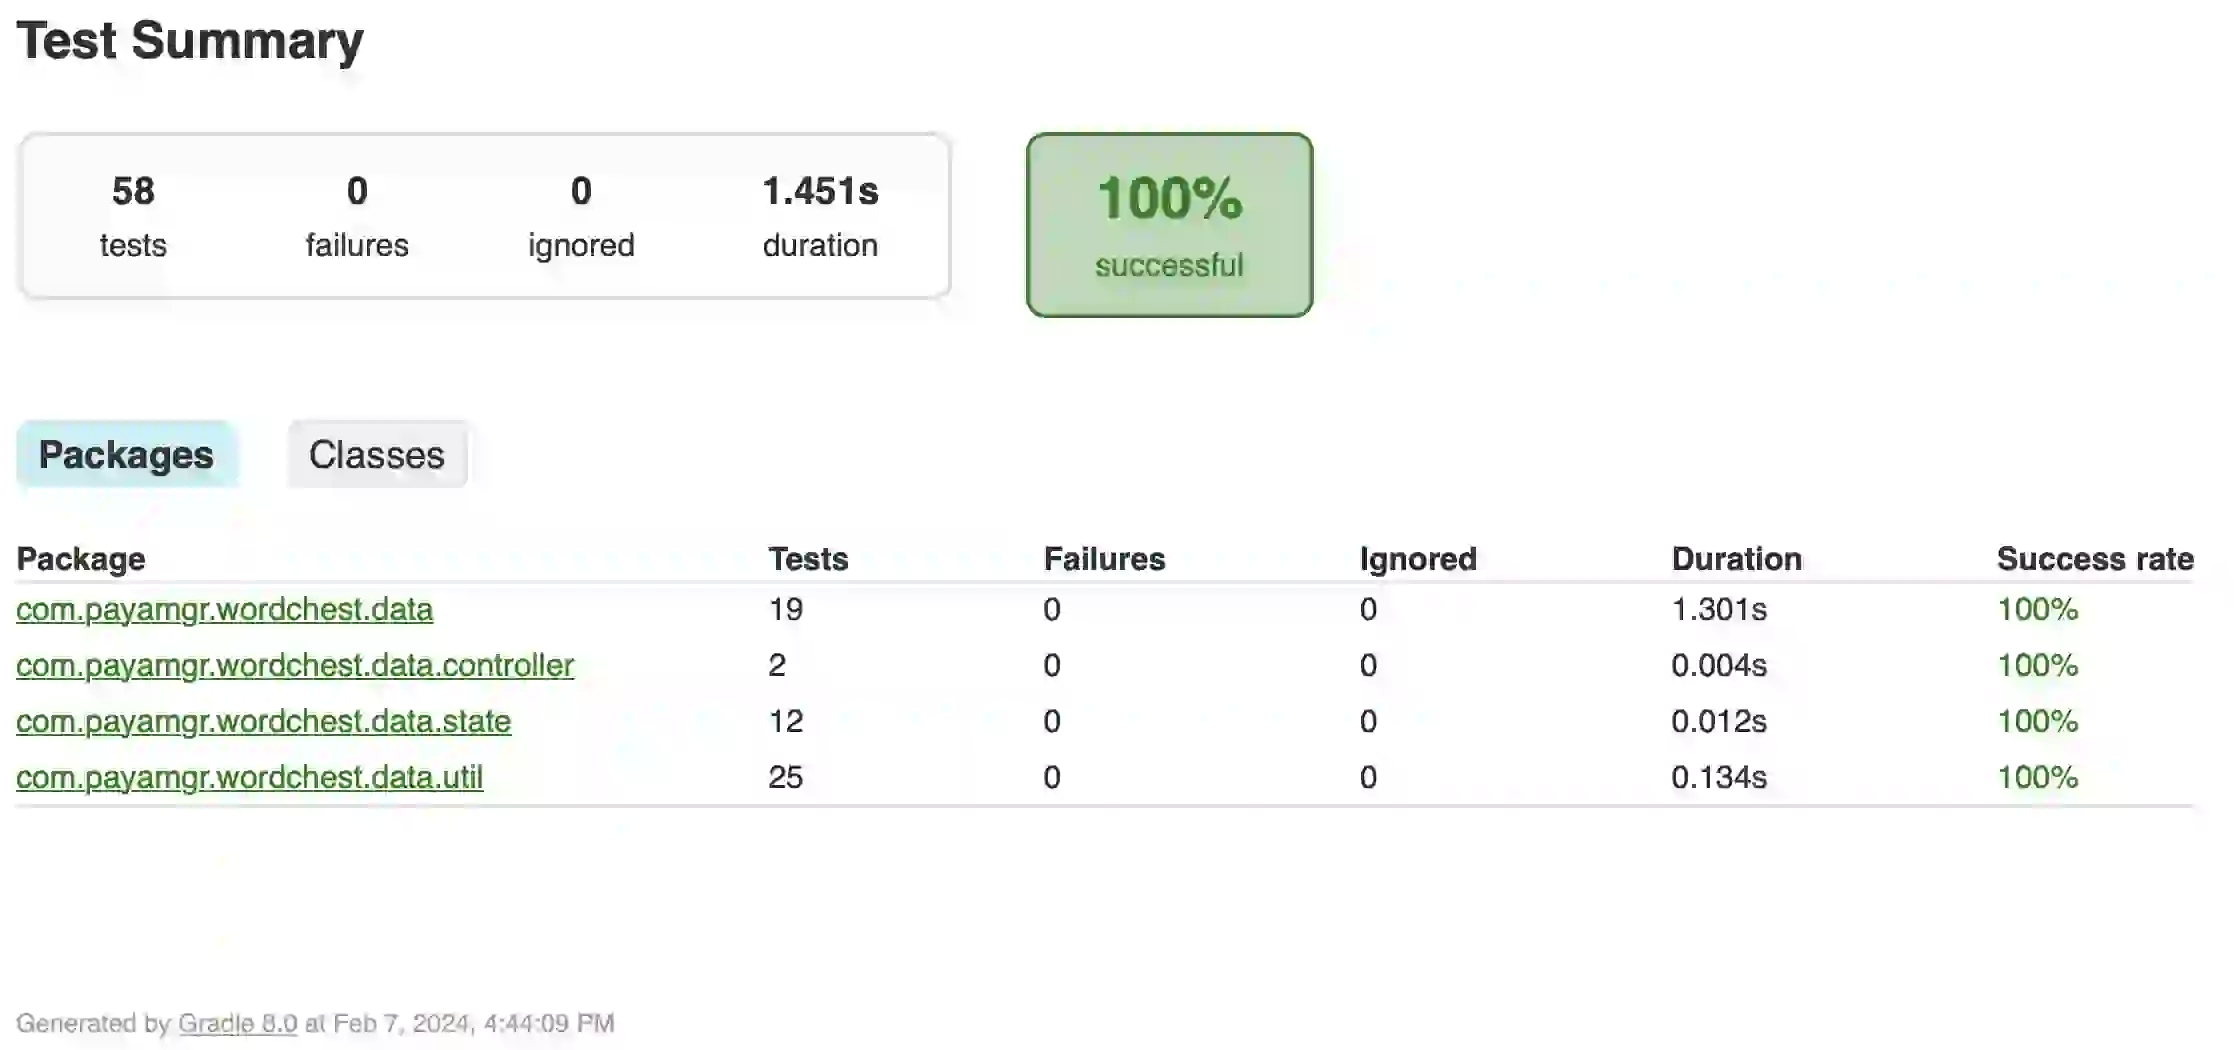 Test Summary
58 0 0 1.451s
tests failures ignored duration
100%
successful
Packages Classes
Package Tests Failures Ignored Duration Success rate
com.payamgr.wordchest.data 19 0 0 1.301s 100%
com.payamgr.wordchest.data.controller 2 0 0 0.004s 100%
com.payamgr.wordchest.data.state 12 0 0 0.012s 100%
com.payamgr.wordchest.data.util 25 0 0 0.134s 100%
Generated by Gradle 8.0 at Feb 7, 2024, 4:44:09 PM